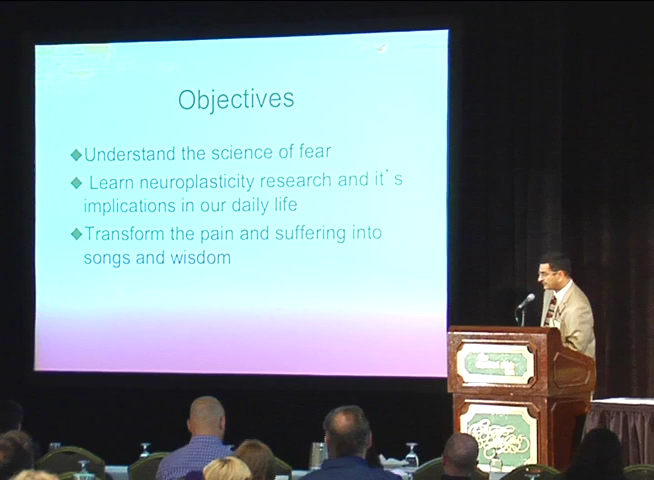 Objectives
◆Understand the science of fear
◆ Learn neuroplasticity research and it's
implications in our daily life
◆Transform the pain and suffering into
songs and wisdom